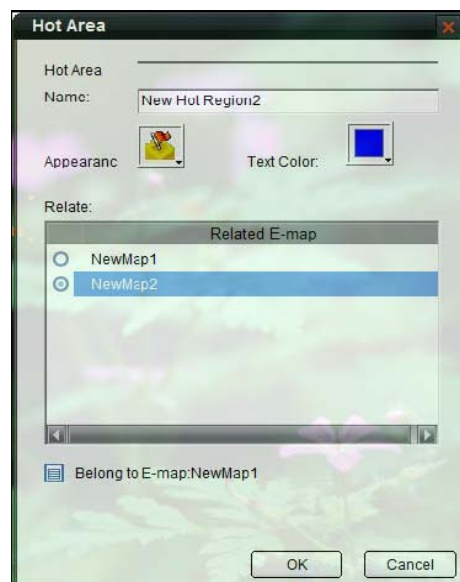 Hot Area
Hot Area
Name: New Hot Region2
Appearanc Text Color:
Relate:
Related E-map
NewMap1
NewMap2
Belong to E-map:NewMap1
OK Cancel